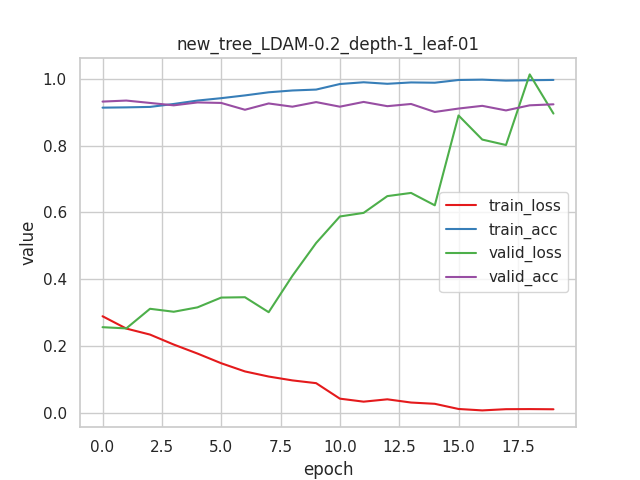 new_tree_LDAM-0.2_depth-1_leaf-01
1.0
0.8
0.6
0.4
0.2
0.0
value
train_loss
train_acc
valid_loss
valid_acc
0.0 2.5 5.0 7.5 10.0 12.5 15.0 17.5
epoch